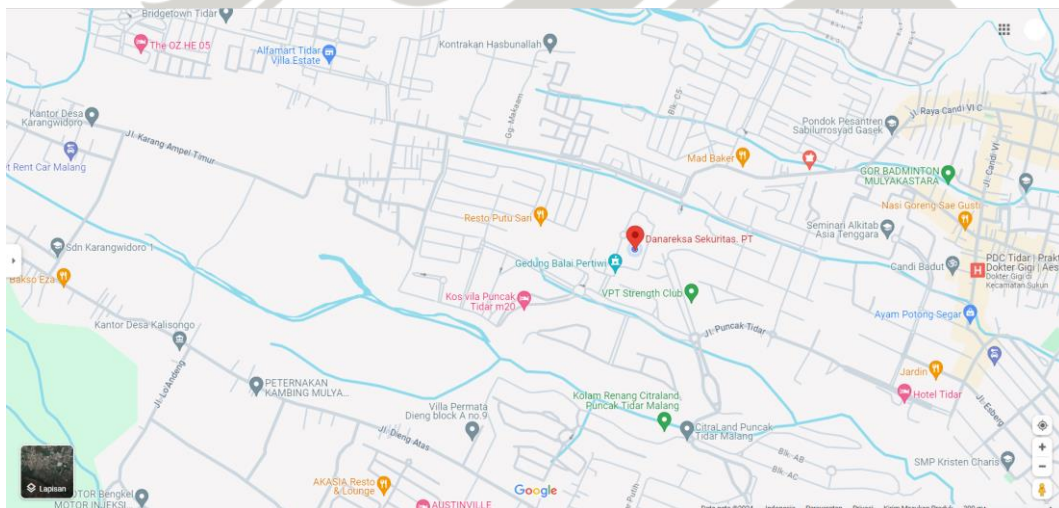 Bridgetown Tidar
The OZ HE 05
Alfamart Tidar
Villa Estate
Kontrakan Hasbunallah
Kantor Desa
Karangwidoro
Jl. Karang Ampel Timur
Gg. Makaam
Blk. C5
Pondok Pesantren
Sabilurrosyad Gasek
Jl. Raya Candi VI C
Jl. Candi VI
Rent Car Malang
Mad Baker
GOR BADMINTON
MULYAKASTARA
Nasi Goreng Sae Gusti
Resto Putu Sari
Danareksa Sekuritas. PT
Seminari Alkitab
Asia Tenggara
Sdn Karangwidoro 1
Gedung Balai Pertiwi
Candi Badut
H
PDC Tidar | Prakt
Dokter Gigi | Aes
Dokter Gigi di
Kecamatan Sukun
Bakso Eza
Kos vila Puncak
Tidar m20
VPT Strength Club
Ayam Potong Segar
Kantor Desa Kalisongo
Jl. Puncak Tidar
Jardin
Hotel Tidar
PETERNAKAN
KAMBING MULYA...
Jl. Lo'Andeng
Villa Permata
Dieng block A no.9
Kolam Renang Citraland
Puncak Tidar Malang
CitraLand Puncak
Tidar Malang
Jl. Esberg
Jl. Dieng Atas
Blk. AB
Blk. AC
SMP Kristen Charis
Lapisan
AKASIA Resto
& Lounge
Google
Putih
Bengkel
MOTOR INJEKSI
AUSTINVILLE